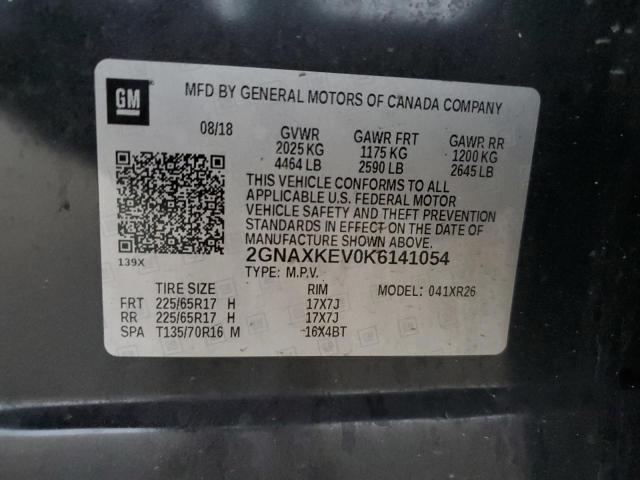 GM
MFD BY GENERAL MOTORS OF CANADA COMPANY
08/18 GVWR GAWR FRT GAWR RR
2025 KG 1175 KG 1200 KG
4464 LB 2590 LB 2645 LB
THIS VEHICLE CONFORMS TO ALL
APPLICABLE U.S. FEDERAL MOTOR
VEHICLE SAFETY AND THEFT PREVENTION
STANDARDS IN EFFECT ON THE DATE OF
MANUFACTURE SHOWN ABOVE.
139X 2GNAXKEV0K6141054
TYPE: M.P.V. MODEL: 041XR26
TIRE SIZE RIM
FRT 225/65R17 H 17X7J
RR 225/65R17 H 17X7J
SPA T135/70R16 M 16X4BT